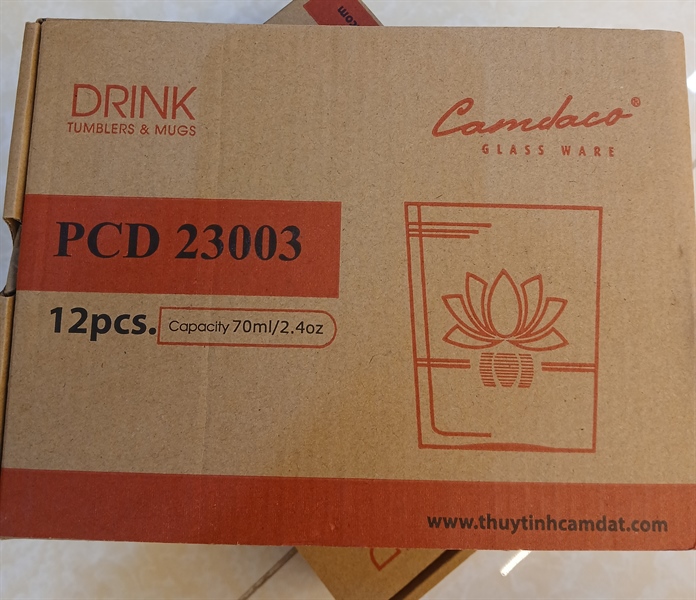 DRINK
TUMBLERS & MUGS
Camdaco®
GLASS WARE
PCD 23003
12pcs.
Capacity 70ml/2.4oz
www.thuytinhcamdat.com